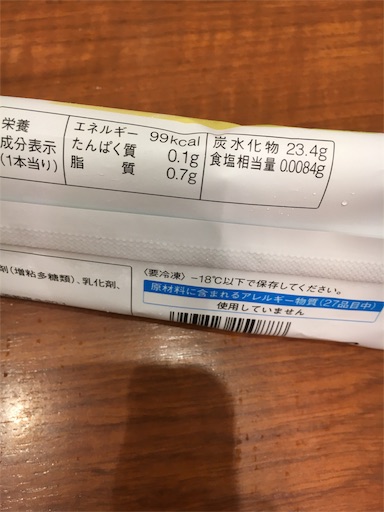 栄養
成分表示
(1本当り)
エネルギー 99kcal
たんぱく質 0.1g
脂 質 0.7g
炭水化物 23.4g
食塩相当量 0.0084g
剤(増粘多糖類)、乳化剤、
〈要冷凍〉−18℃以下で保存してください。
原材料に含まれるアレルギー物質(27品目中)
使用していません